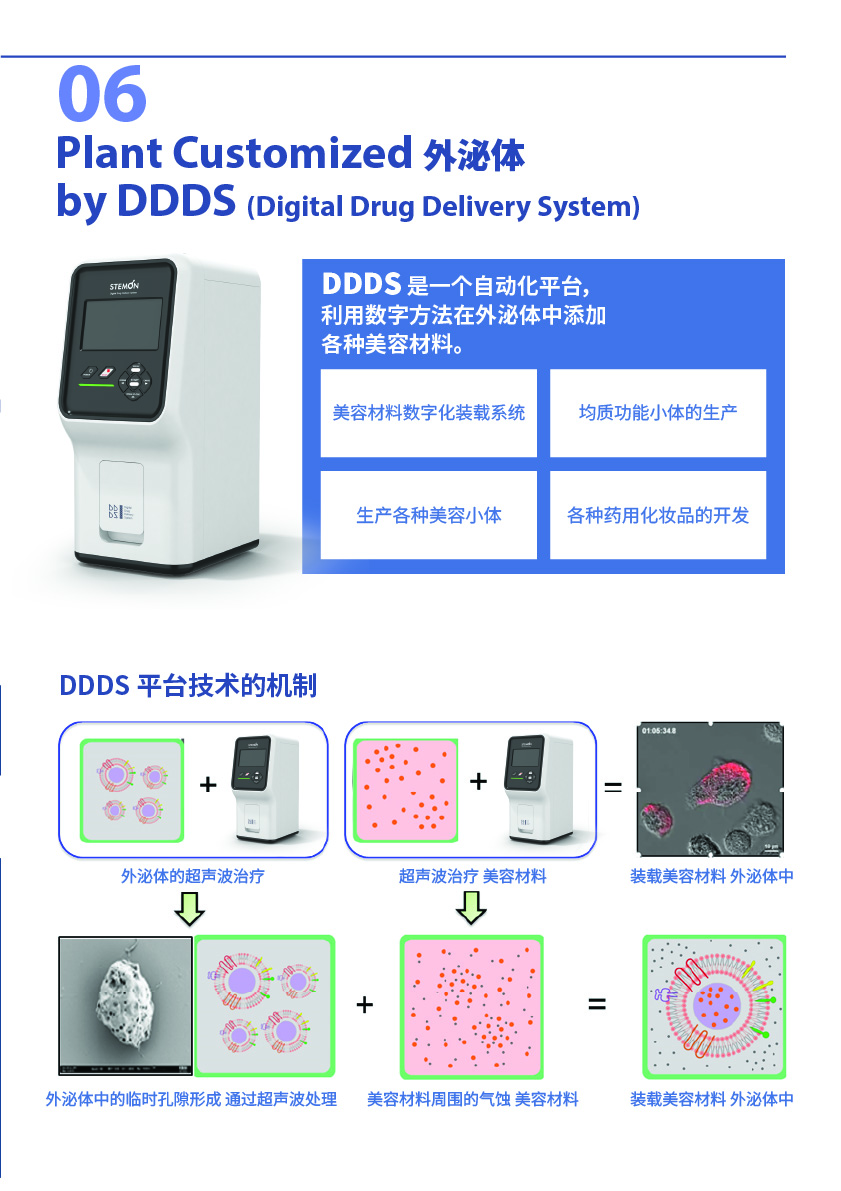 06
Plant Customized 外泌体
by DDDS (Digital Drug Delivery System)
STEMON
DDDS 是一个自动化平台,
利用数字方法在外泌体中添加
各种美容材料。
美容材料数字化装载系统
均质功能小体的生产
生产各种美容小体
各种药用化妆品的开发
DDDS 平台技术的机制
+
+
=
01:05:34.8
10 μm
外泌体的超声波治疗
超声波治疗 美容材料
装载美容材料 外泌体中
+
=
外泌体中的临时孔隙形成 通过超声波处理
美容材料周围的气蚀 美容材料
装载美容材料 外泌体中